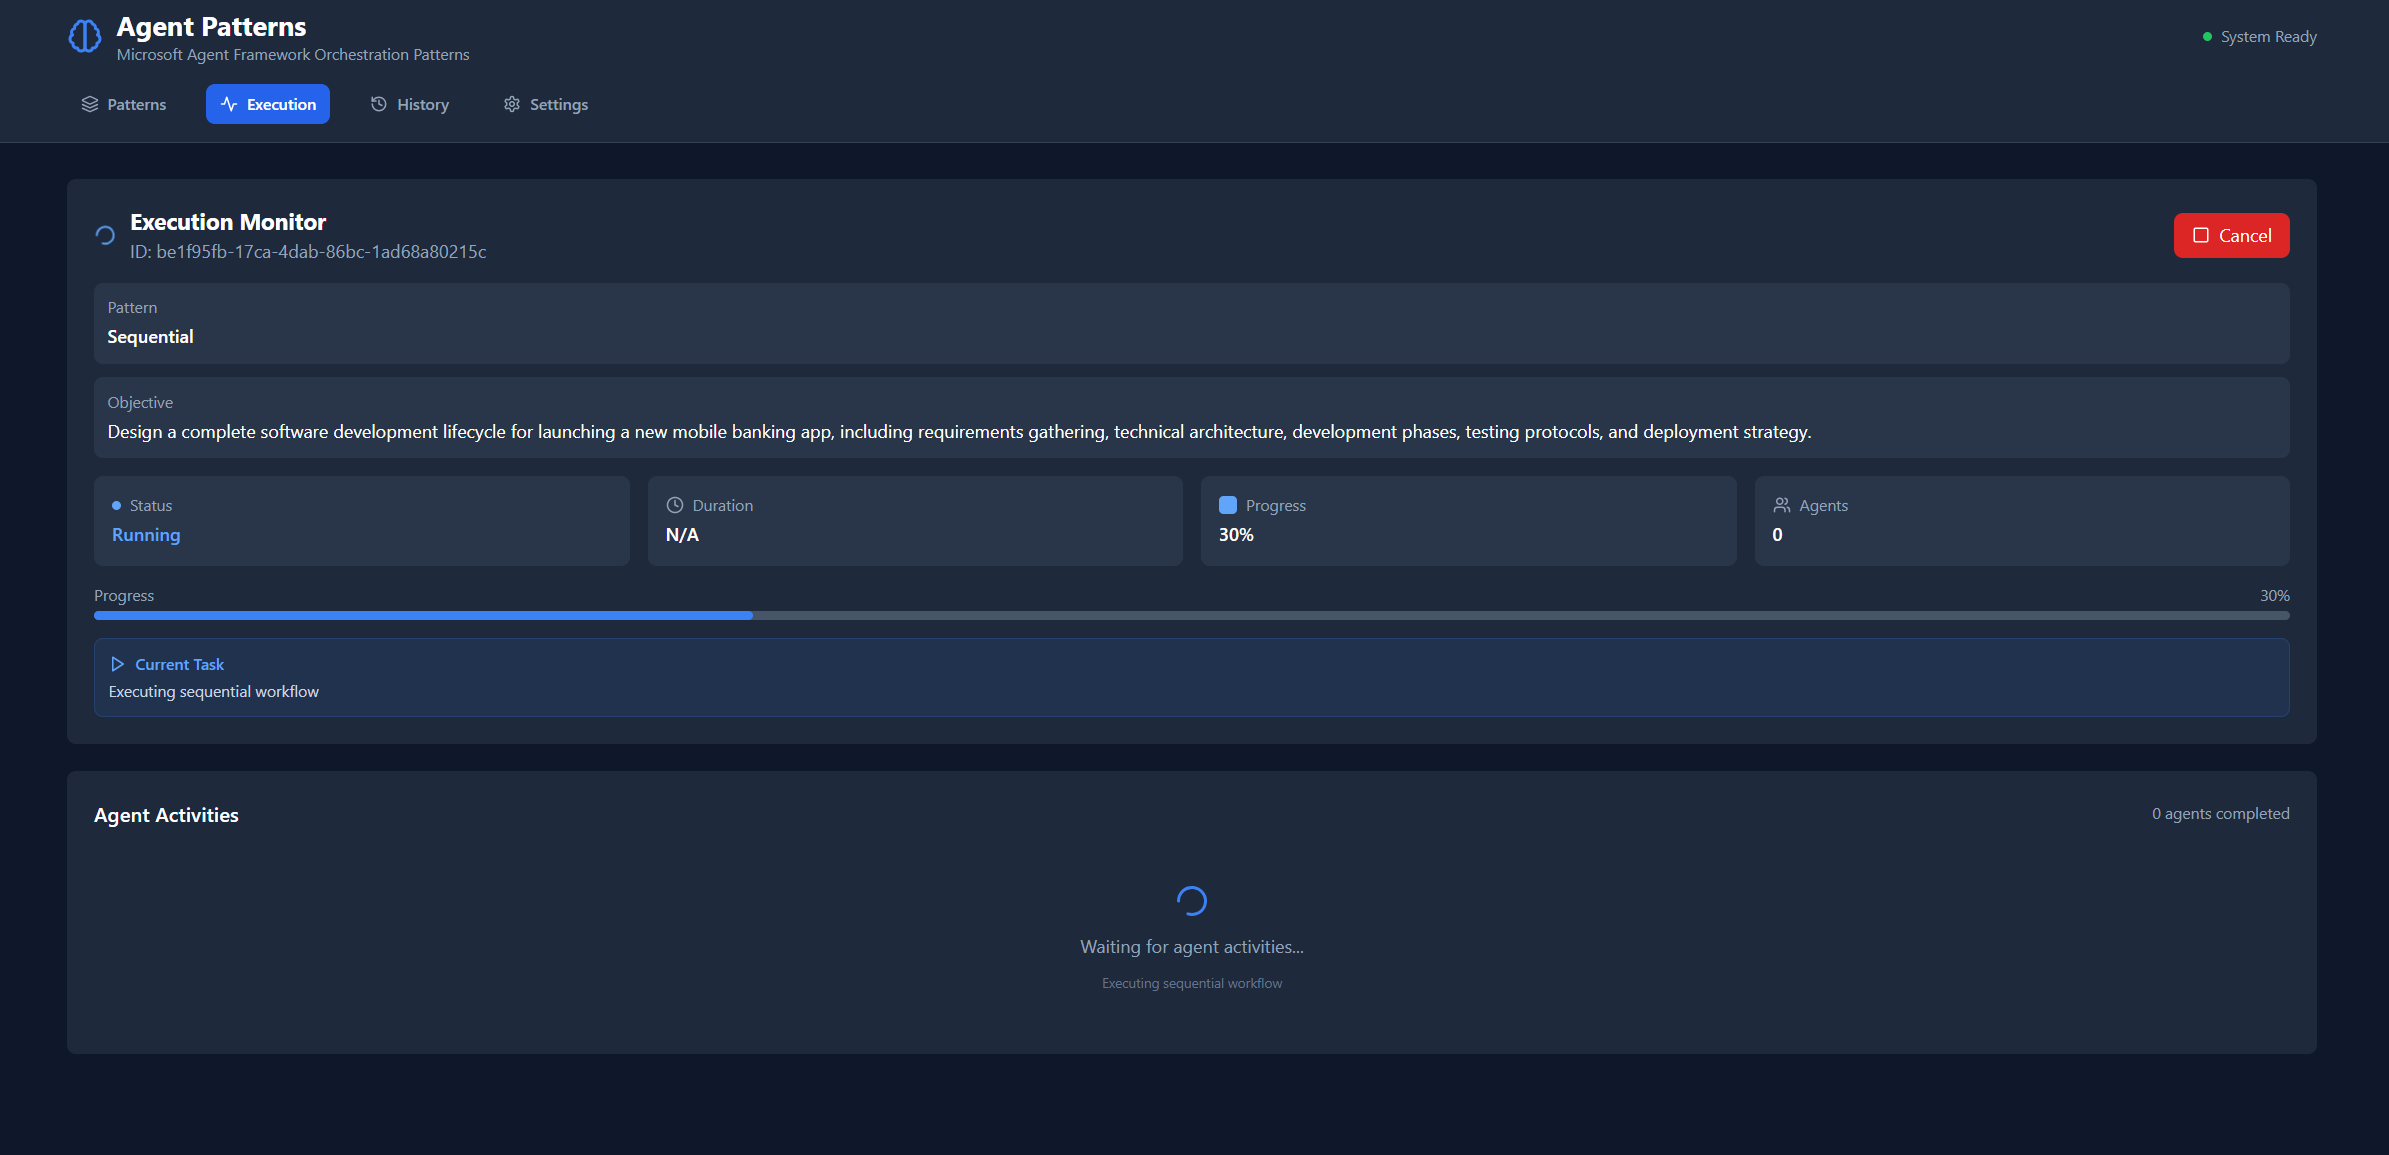 Agent Patterns
Microsoft Agent Framework Orchestration Patterns
System Ready
Patterns
Execution
History
Settings
Execution Monitor
ID: be1f95fb-17ca-4dab-86bc-1ad68a80215c
Cancel
Pattern
Sequential
Objective
Design a complete software development lifecycle for launching a new mobile banking app, including requirements gathering, technical architecture, development phases, testing protocols, and deployment strategy.
Status
Running
Duration
N/A
Progress
30%
Agents
0
Progress
30%
Current Task
Executing sequential workflow
Agent Activities
0 agents completed
Waiting for agent activities...
Executing sequential workflow